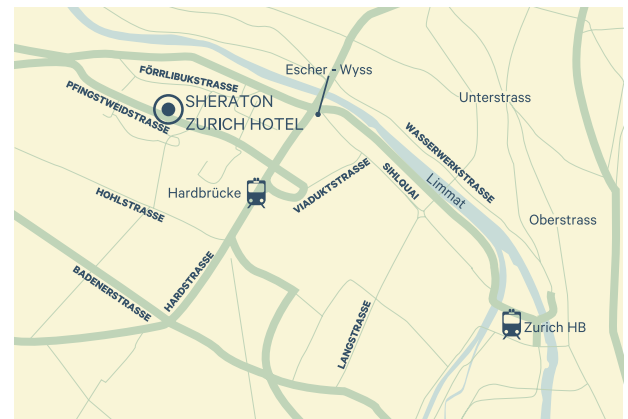 FÖRRLIBUKSTRASSE
Escher - Wyss
PFINGSTWEIDSTRASSE
SHERATON
ZURICH HOTEL
Unterstrass
WASSERWERKSTRASSE
Hardbrücke
VIADUKTSTRASSE
SIHLQUAI
Limmat
HOHLSTRASSE
Oberstrass
BADENERSTRASSE
HARDSTRASSE
LANGSTRASSE
Zurich HB